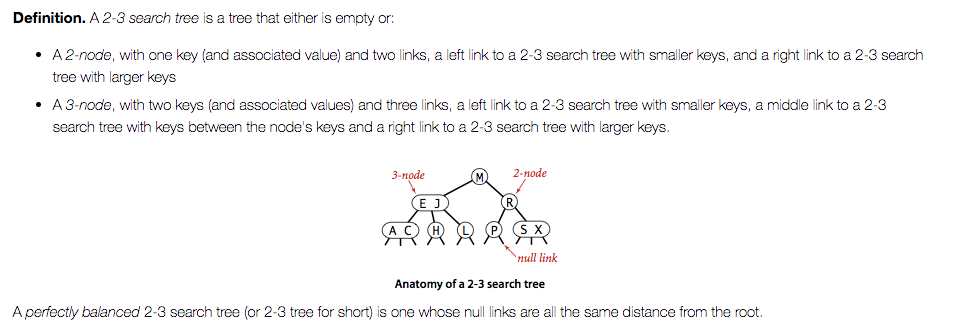 Definition. A 2-3 search tree is a tree that either is empty or:
• A 2-node, with one key (and associated value) and two links, a left link to a 2-3 search tree with smaller keys, and a right link to a 2-3 search
tree with larger keys
• A 3-node, with two keys (and associated values) and three links, a left link to a 2-3 search tree with smaller keys, a middle link to a 2-3
search tree with keys between the node's keys and a right link to a 2-3 search tree with larger keys.
3-node M 2-node
E J R
A C H L P S X
null link
Anatomy of a 2-3 search tree
A perfectly balanced 2-3 search tree (or 2-3 tree for short) is one whose null links are all the same distance from the root.